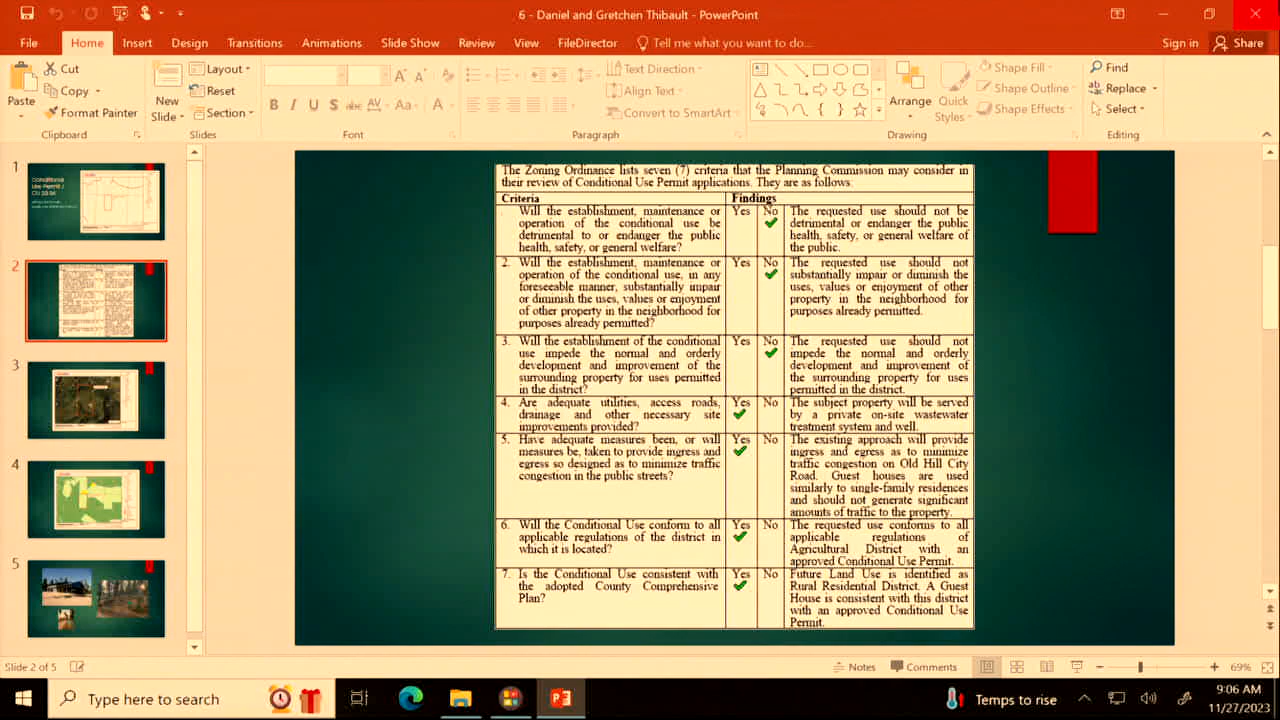 6 - Daniel and Gretchen Thibault - PowerPoint
File
Home
Insert
Design
Transitions
Animations
Slide Show
Review
View
FileDirector
Tell me what you want to do...
Sign in
Share
Paste
Cut
Copy
Format Painter
Clipboard
New
Slide
Layout
Reset
Section
Slides
B I U S abc AV Aa A
Font
Text Direction
Align Text
Convert to SmartArt
Paragraph
Arrange
Quick
Styles
Shape Fill
Shape Outline
Shape Effects
Drawing
Find
Replace
Select
Editing
1
Conditional
Use Permit /
2
3
4
5
The Zoning Ordinance lists seven (7) criteria that the Planning Commission may consider in
their review of Conditional Use Permit applications. They are as follows:
Criteria Findings
Will the establishment, maintenance or
operation of the conditional use be
detrimental to or endanger the public
health, safety, or general welfare?
Yes No
The requested use should not be
detrimental or endanger the public
health, safety, or general welfare of
the public.
2. Will the establishment, maintenance or
operation of the conditional use, in any
foreseeable manner, substantially impair
or diminish the uses, values or enjoyment
of other property in the neighborhood for
purposes already permitted?
Yes No
The requested use should not
substantially impair or diminish the
uses, values or enjoyment of other
property in the neighborhood for
purposes already permitted.
3. Will the establishment of the conditional
use impede the normal and orderly
development and improvement of the
surrounding property for uses permitted
in the district?
Yes No
The requested use should not
impede the normal and orderly
development and improvement of
the surrounding property for uses
permitted in the district.
4. Are adequate utilities, access roads,
drainage and other necessary site
improvements provided?
Yes No
The subject property will be served
by a private on-site wastewater
treatment system and well.
5. Have adequate measures been, or will
measures be, taken to provide ingress and
egress so designed as to minimize traffic
congestion in the public streets?
Yes No
The existing approach will provide
ingress and egress as to minimize
traffic congestion on Old Hill City
Road. Guest houses are used
similarly to single-family residences
and should not generate significant
amounts of traffic to the property.
6. Will the Conditional Use conform to all
applicable regulations of the district in
which it is located?
Yes No
The requested use conforms to all
applicable regulations of
Agricultural District with an
approved Conditional Use Permit.
7. Is the Conditional Use consistent with
the adopted County Comprehensive
Plan?
Yes No
Future Land Use is identified as
Rural Residential District. A Guest
House is consistent with this district
with an approved Conditional Use
Permit.
Slide 2 of 5
Notes
Comments
69%
Type here to search
Temps to rise
9:06 AM
11/27/2023